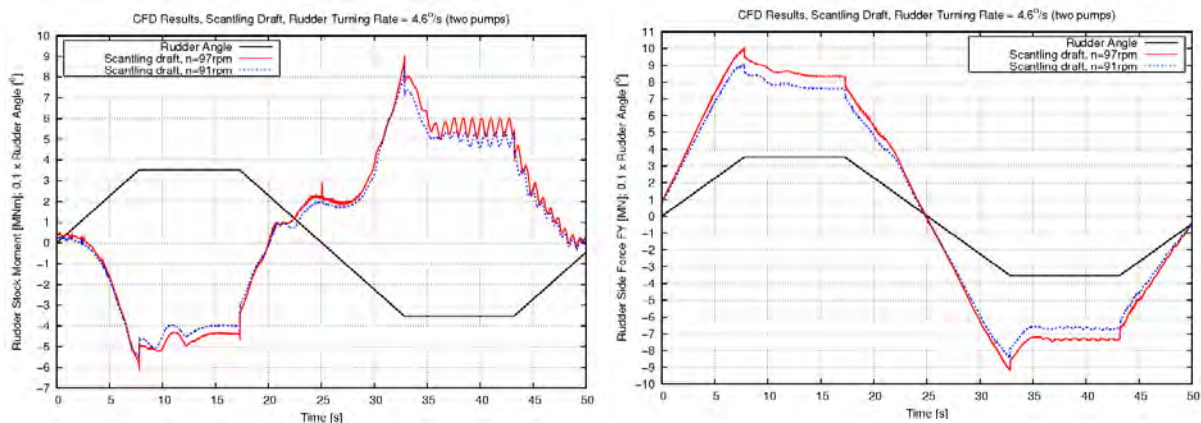 CFD Results, Scantling Draft, Rudder Turning Rate = 4.6°/s (two pumps)
Rudder Angle
Scantling draft, n=97rpm
Scantling draft, n=91rpm
Rudder Stock Moment [MNm]; 0.1 x Rudder Angle [°]
10
9
8
7
6
5
4
3
2
1
0
-1
-2
-3
-4
-5
-6
-7
0 5 10 15 20 25 30 35 40 45 50
Time [s]
CFD Results, Scantling Draft, Rudder Turning Rate = 4.6°/s (two pumps)
Rudder Angle
Scantling draft, n=97rpm
Scantling draft, n=91rpm
Rudder Side Force FY [MN]; 0.1 x Rudder Angle [°]
11
10
9
8
7
6
5
4
3
2
1
0
-1
-2
-3
-4
-5
-6
-7
-8
-9
-10
0 5 10 15 20 25 30 35 40 45 50
Time [s]